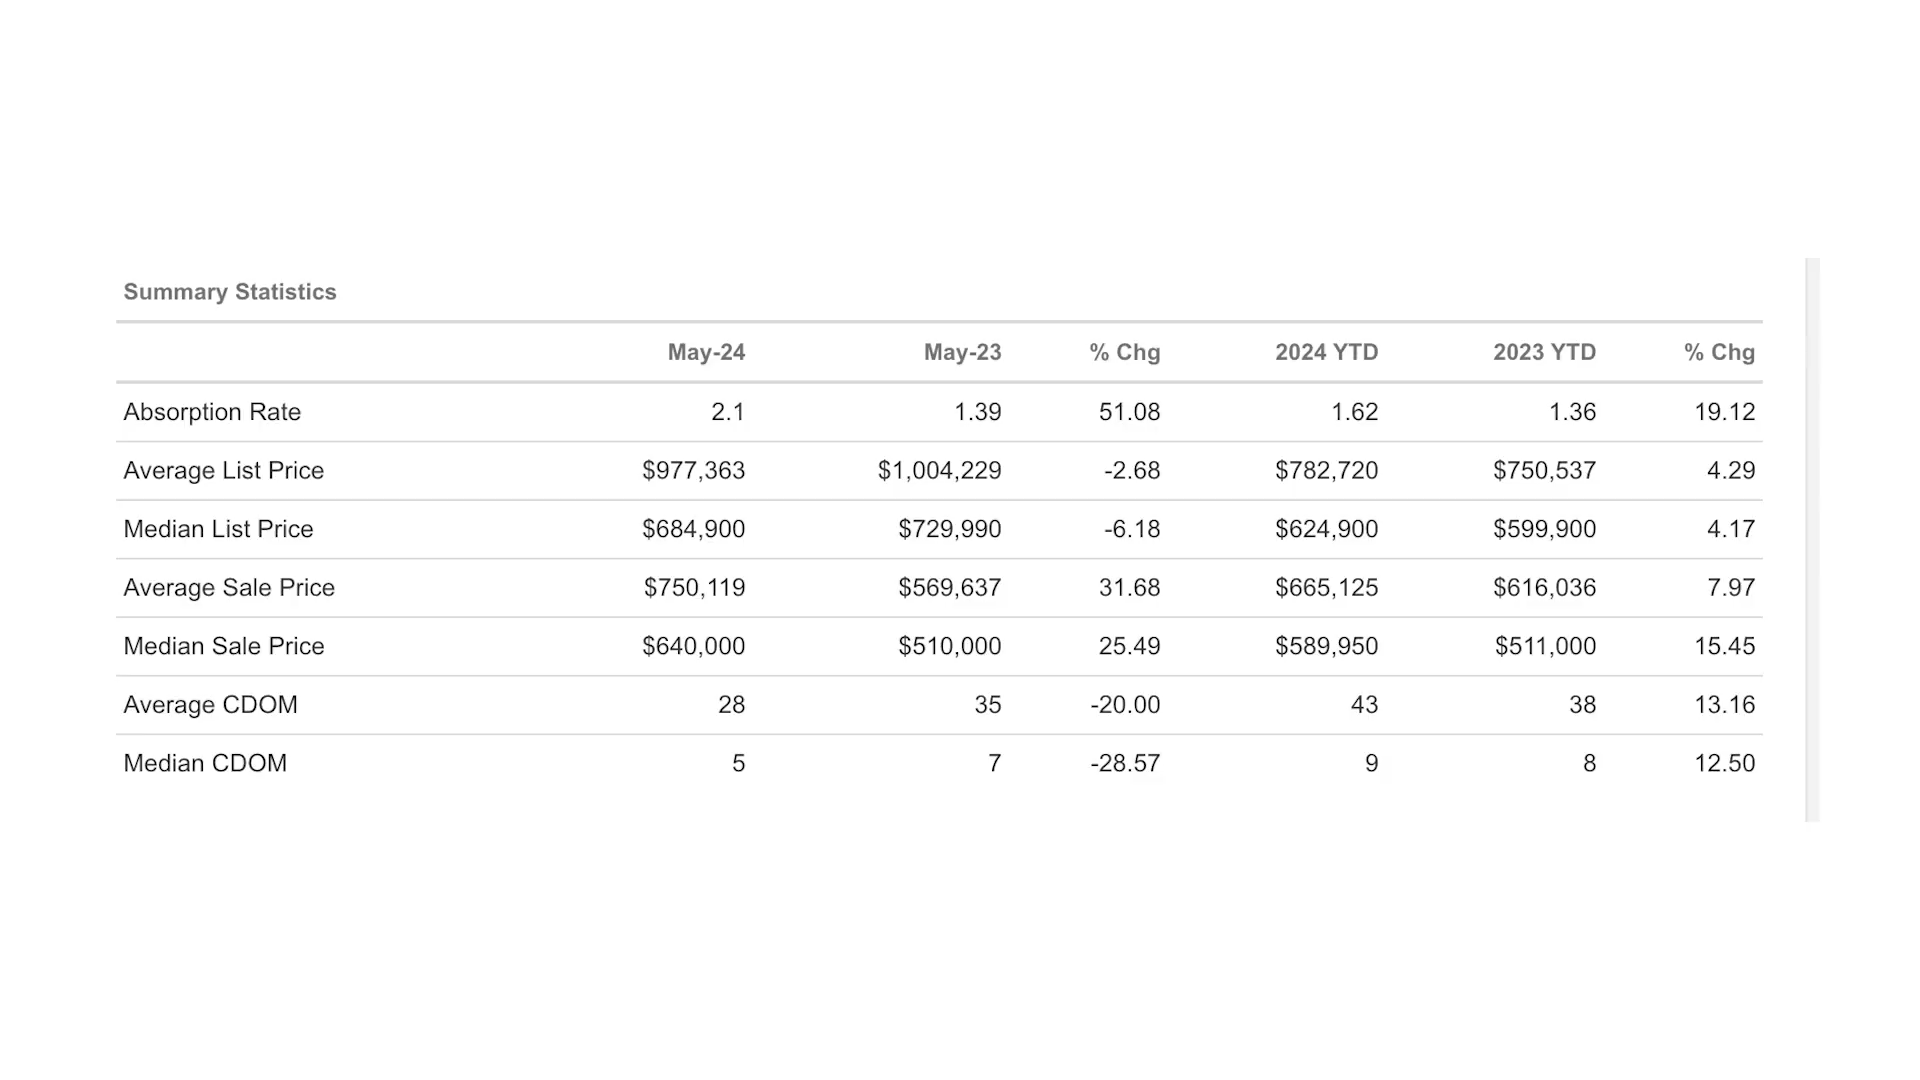 Summary Statistics
May-24 May-23 % Chg 2024 YTD 2023 YTD % Chg
Absorption Rate 2.1 1.39 51.08 1.62 1.36 19.12
Average List Price $977,363 $1,004,229 -2.68 $782,720 $750,537 4.29
Median List Price $684,900 $729,990 -6.18 $624,900 $599,900 4.17
Average Sale Price $750,119 $569,637 31.68 $665,125 $616,036 7.97
Median Sale Price $640,000 $510,000 25.49 $589,950 $511,000 15.45
Average CDOM 28 35 -20.00 43 38 13.16
Median CDOM 5 7 -28.57 9 8 12.50